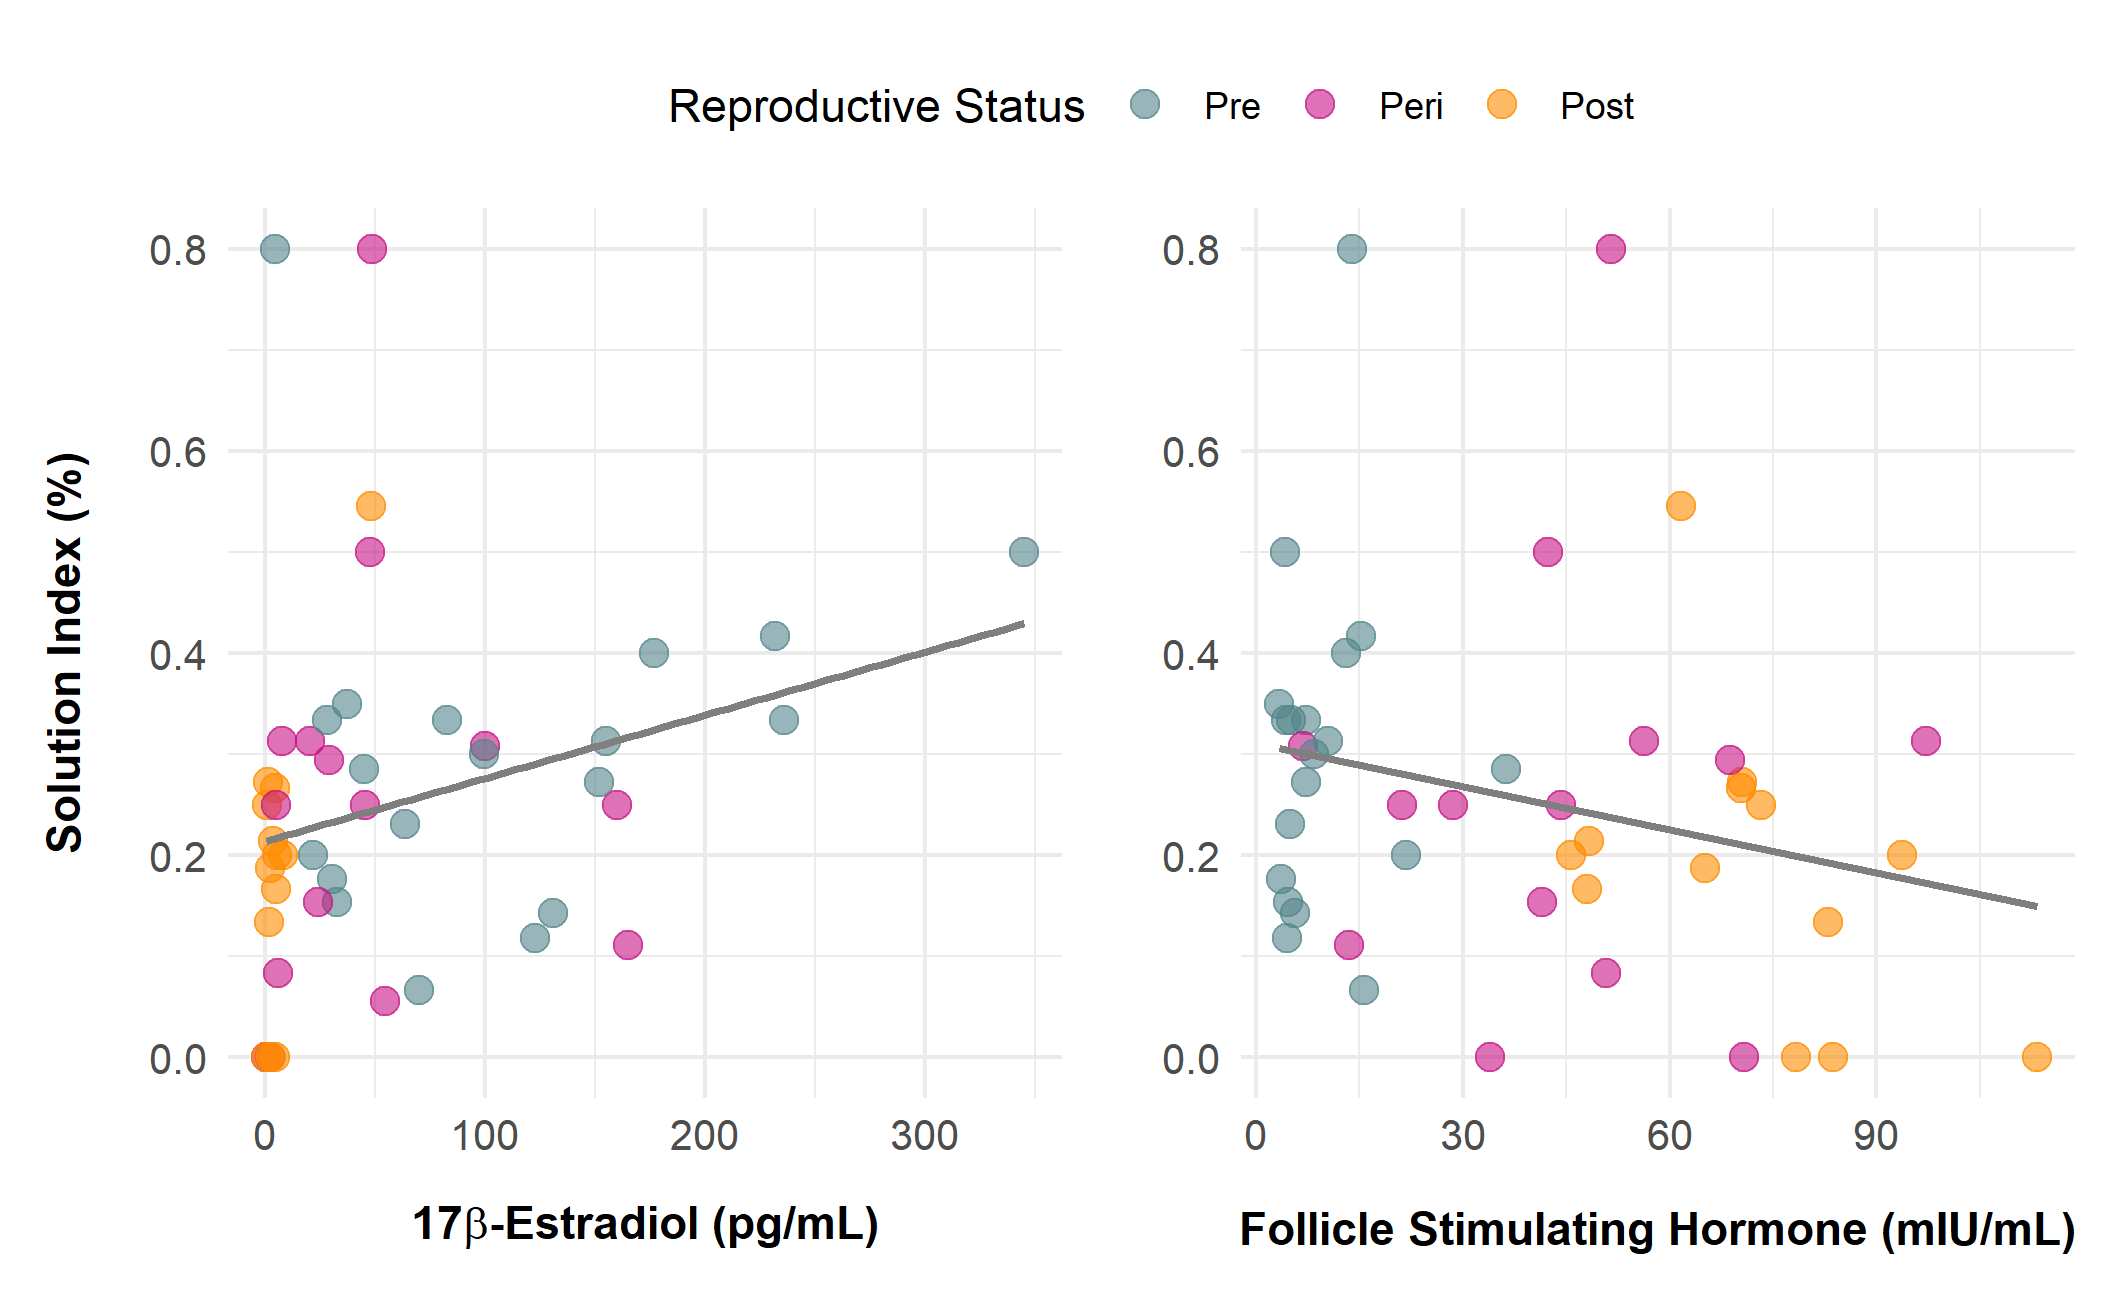 Reproductive Status Pre Peri Post
Solution Index (%)
0.8
0.6
0.4
0.2
0.0
0 100 200 300
17β-Estradiol (pg/mL)
0.8
0.6
0.4
0.2
0.0
0 30 60 90
Follicle Stimulating Hormone (mIU/mL)